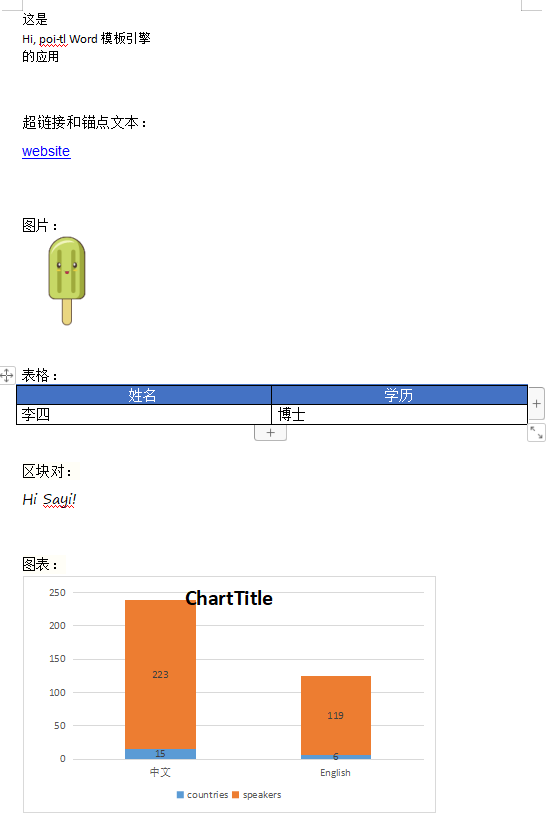 这是
Hi, poi-tl Word 模板引擎
的应用
超链接和锚点文本：
website
图片：
表格：
姓名 学历
李四 博士
区块对：
Hi Sayi!
图表：
ChartTitle
250
200
150
100
50
0
223
119
15
6
中文 English
countries speakers